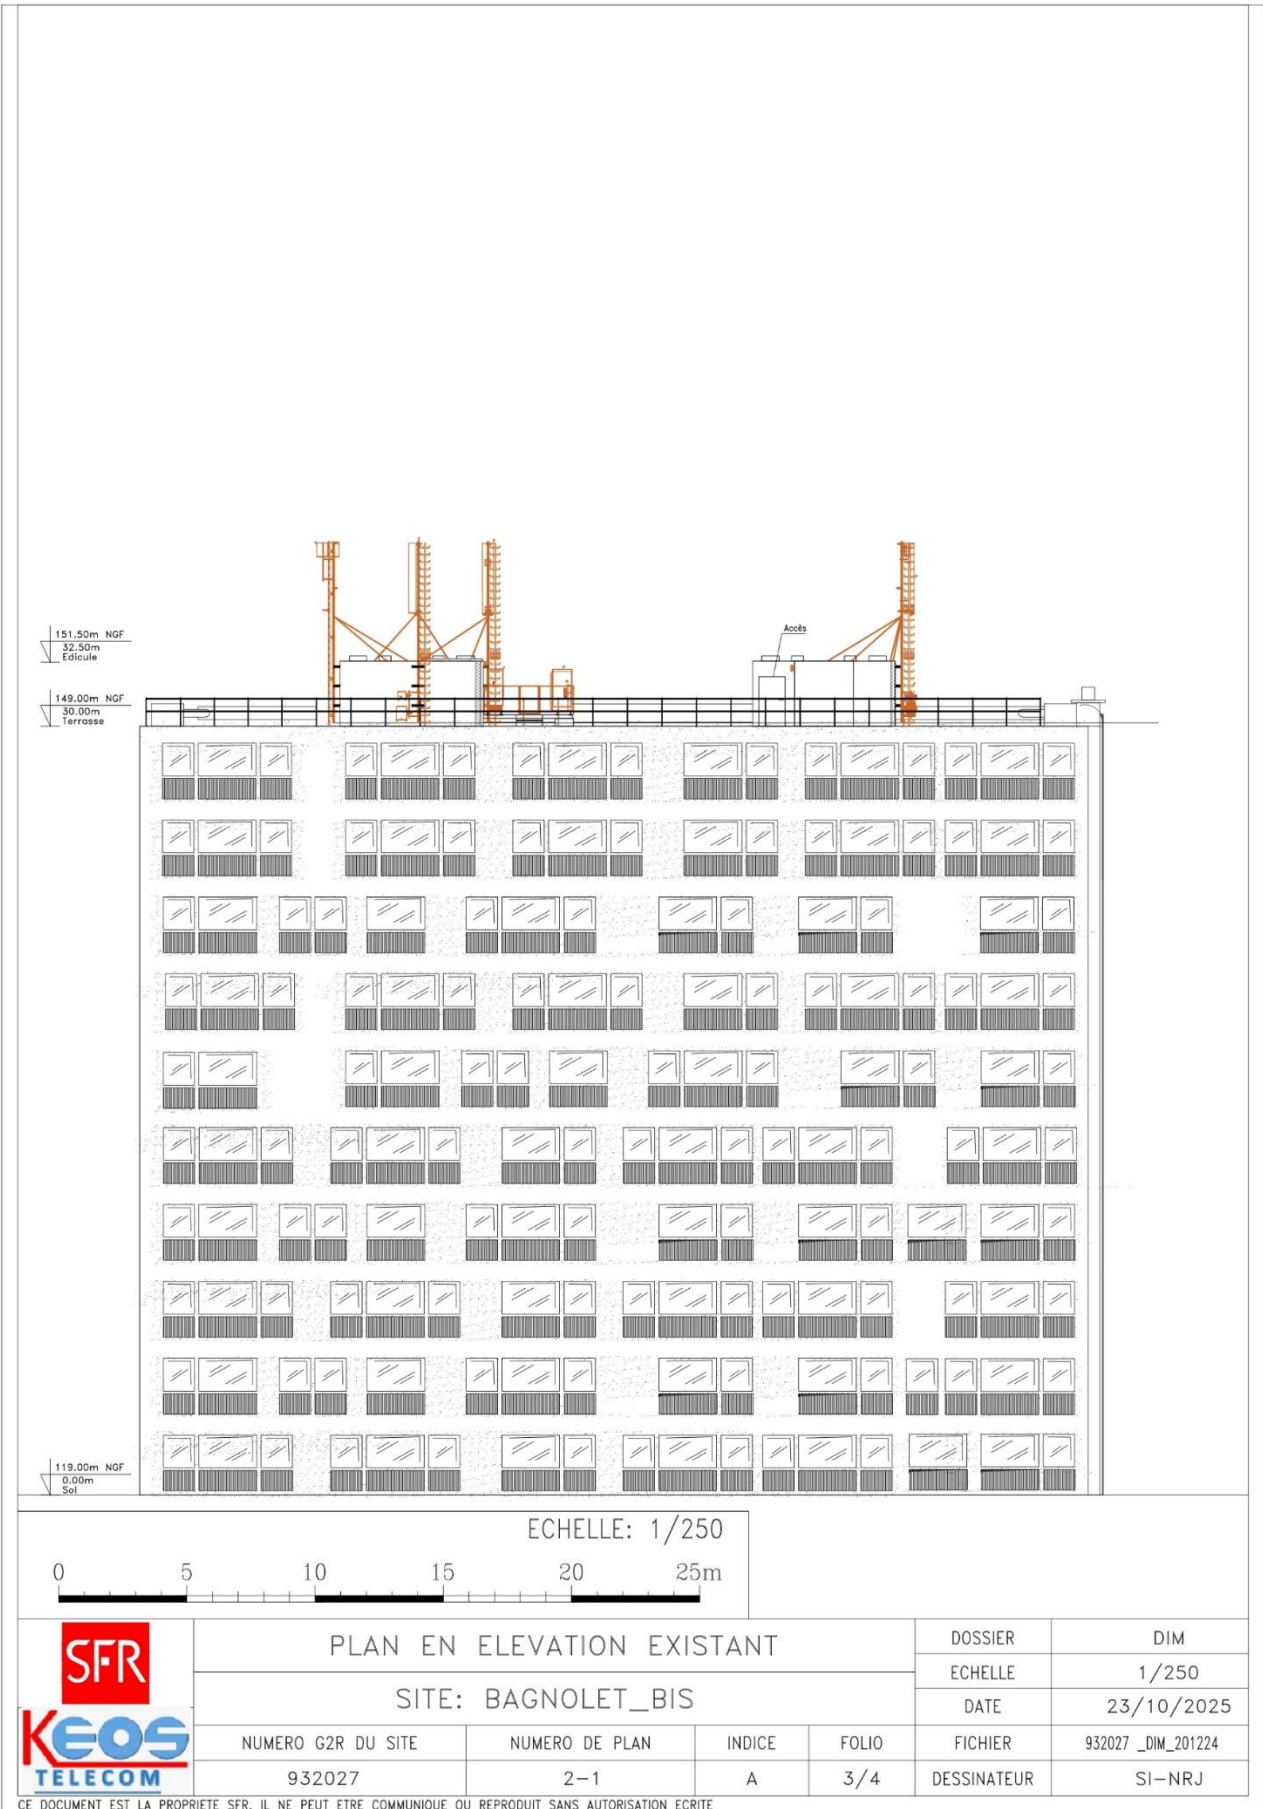 Accès
151.50m NGF
32.50m
Edicule
149.00m NGF
30.00m
Terrasse
119.00m NGF
0.00m
Sol
ECHELLE: 1/250
0 5 10 15 20 25m
SFR
KEOS
TELECOM
PLAN EN ELEVATION EXISTANT
SITE: BAGNOLET_BIS
NUMERO G2R DU SITE
NUMERO DE PLAN
INDICE
FOLIO
932027
2-1
A
3/4
DOSSIER
DIM
ECHELLE
1/250
DATE
23/10/2025
FICHIER
932027 _DIM_201224
DESSINATEUR
SI-NRJ
CE DOCUMENT EST LA PROPRIETE SFR. IL NE PEUT ETRE COMMUNIQUE OU REPRODUIT SANS AUTORISATION ECRITE